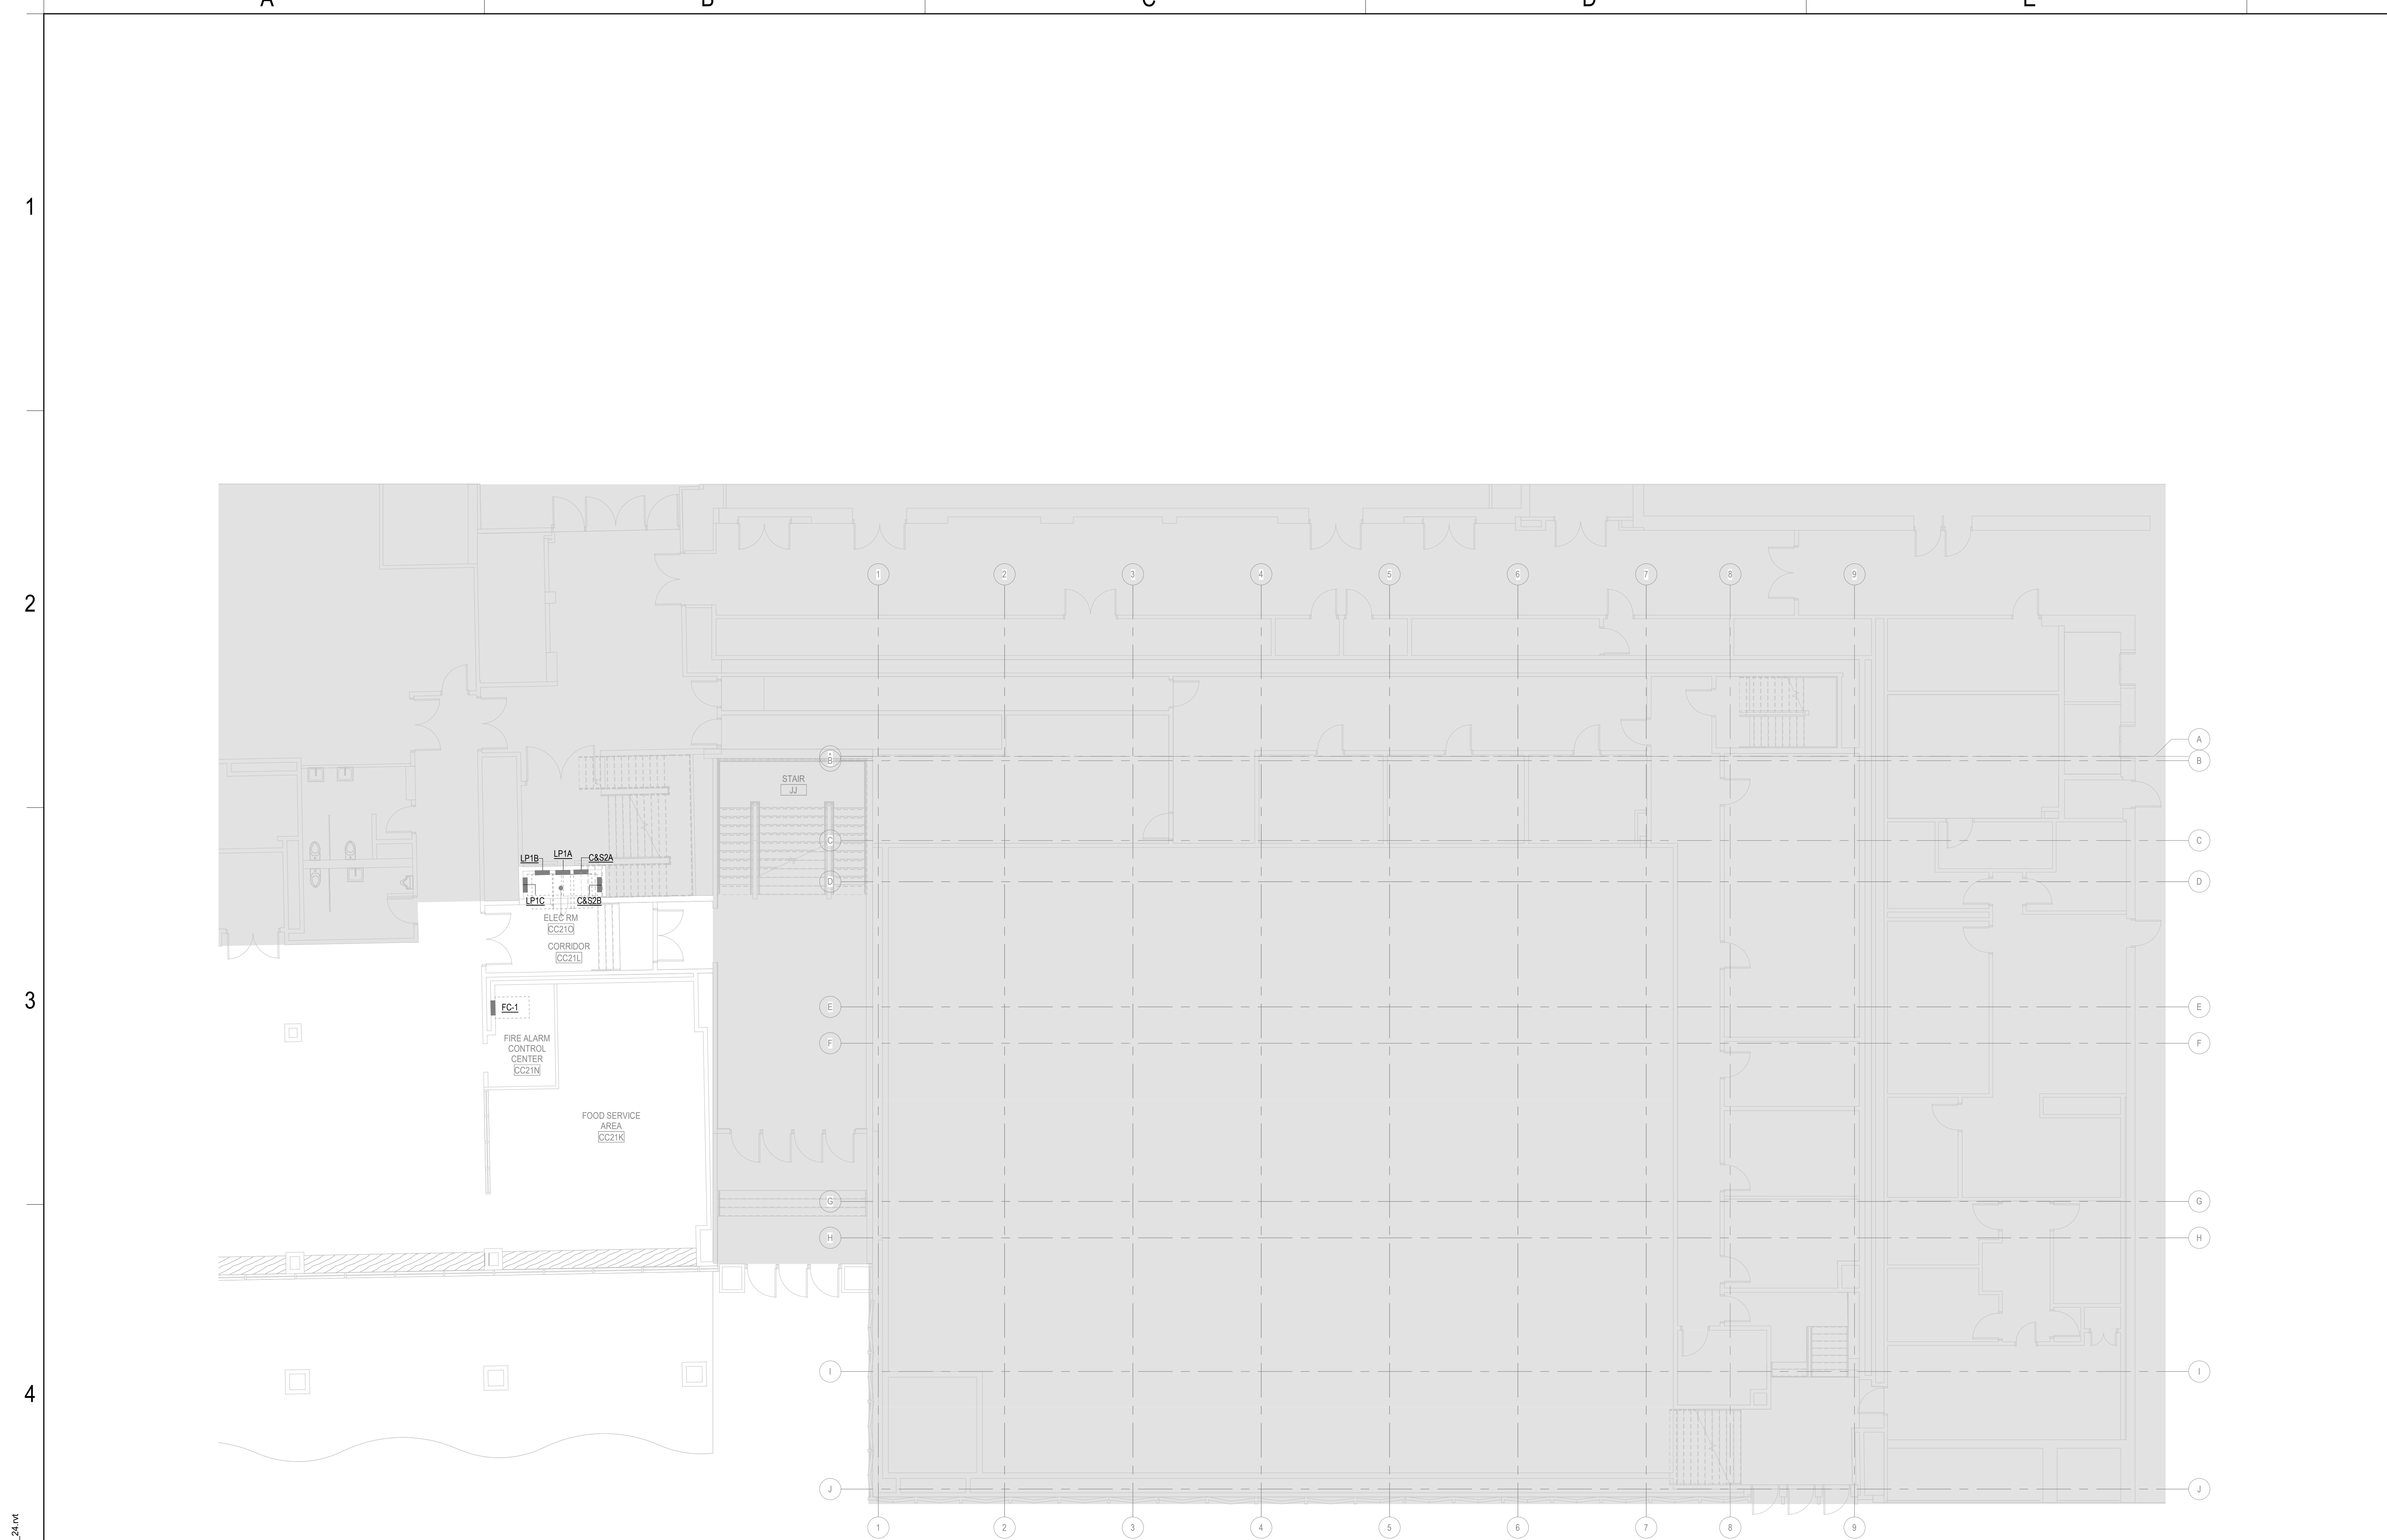 A B C D E
1
2
1 2 3 4 5 6 7 8 9
A
A
B
B
STAIR
JJ
C
C
LP1B
LP1A
C&S2A
D
D
LP1C
C&S2B
ELEC RM
CC21O
CORRIDOR
CC21L
3
FC-1
E
E
FIRE ALARM
CONTROL
CENTER
CC21N
F
F
FOOD SERVICE
AREA
CC21K
G
G
H
H
I
I
4
J
J
_24.rvt
1 2 3 4 5 6 7 8 9